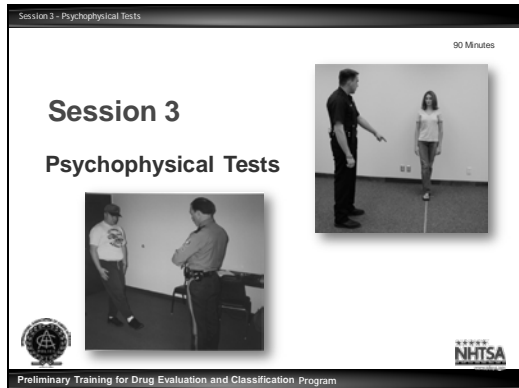 Session 3 - Psychophysical Tests
90 Minutes
Session 3
Psychophysical Tests
NHTSA
Preliminary Training for Drug Evaluation and Classification Program